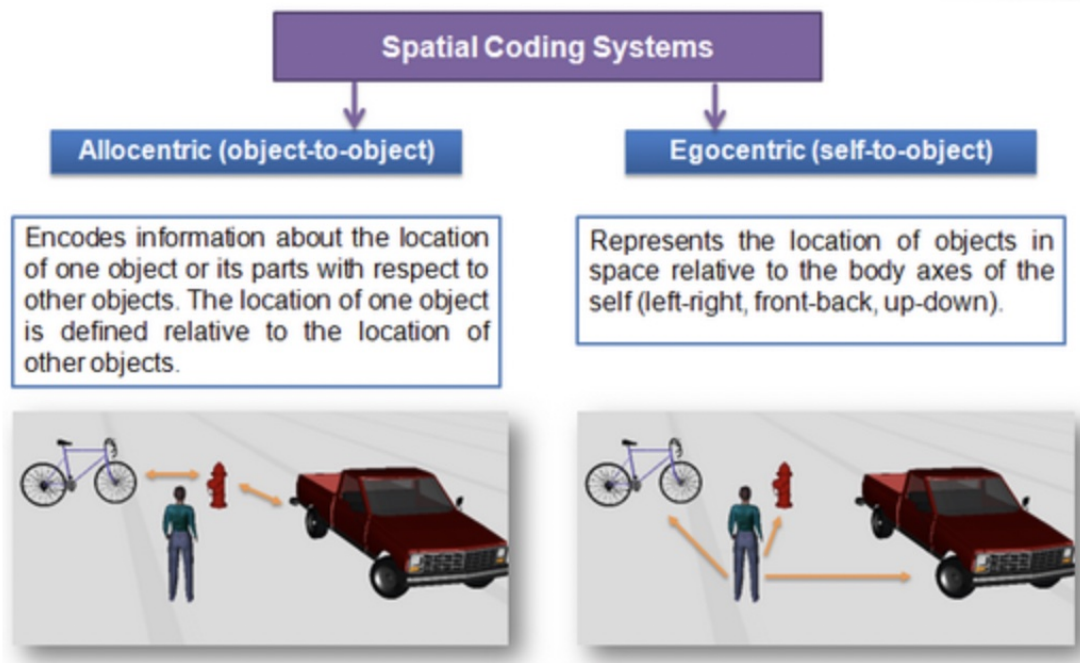 Spatial Coding Systems
Allocentric (object-to-object)
Egocentric (self-to-object)
Encodes information about the location
of one object or its parts with respect to
other objects. The location of one object
is defined relative to the location of
other objects.
Represents the location of objects in
space relative to the body axes of the
self (left-right, front-back, up-down).